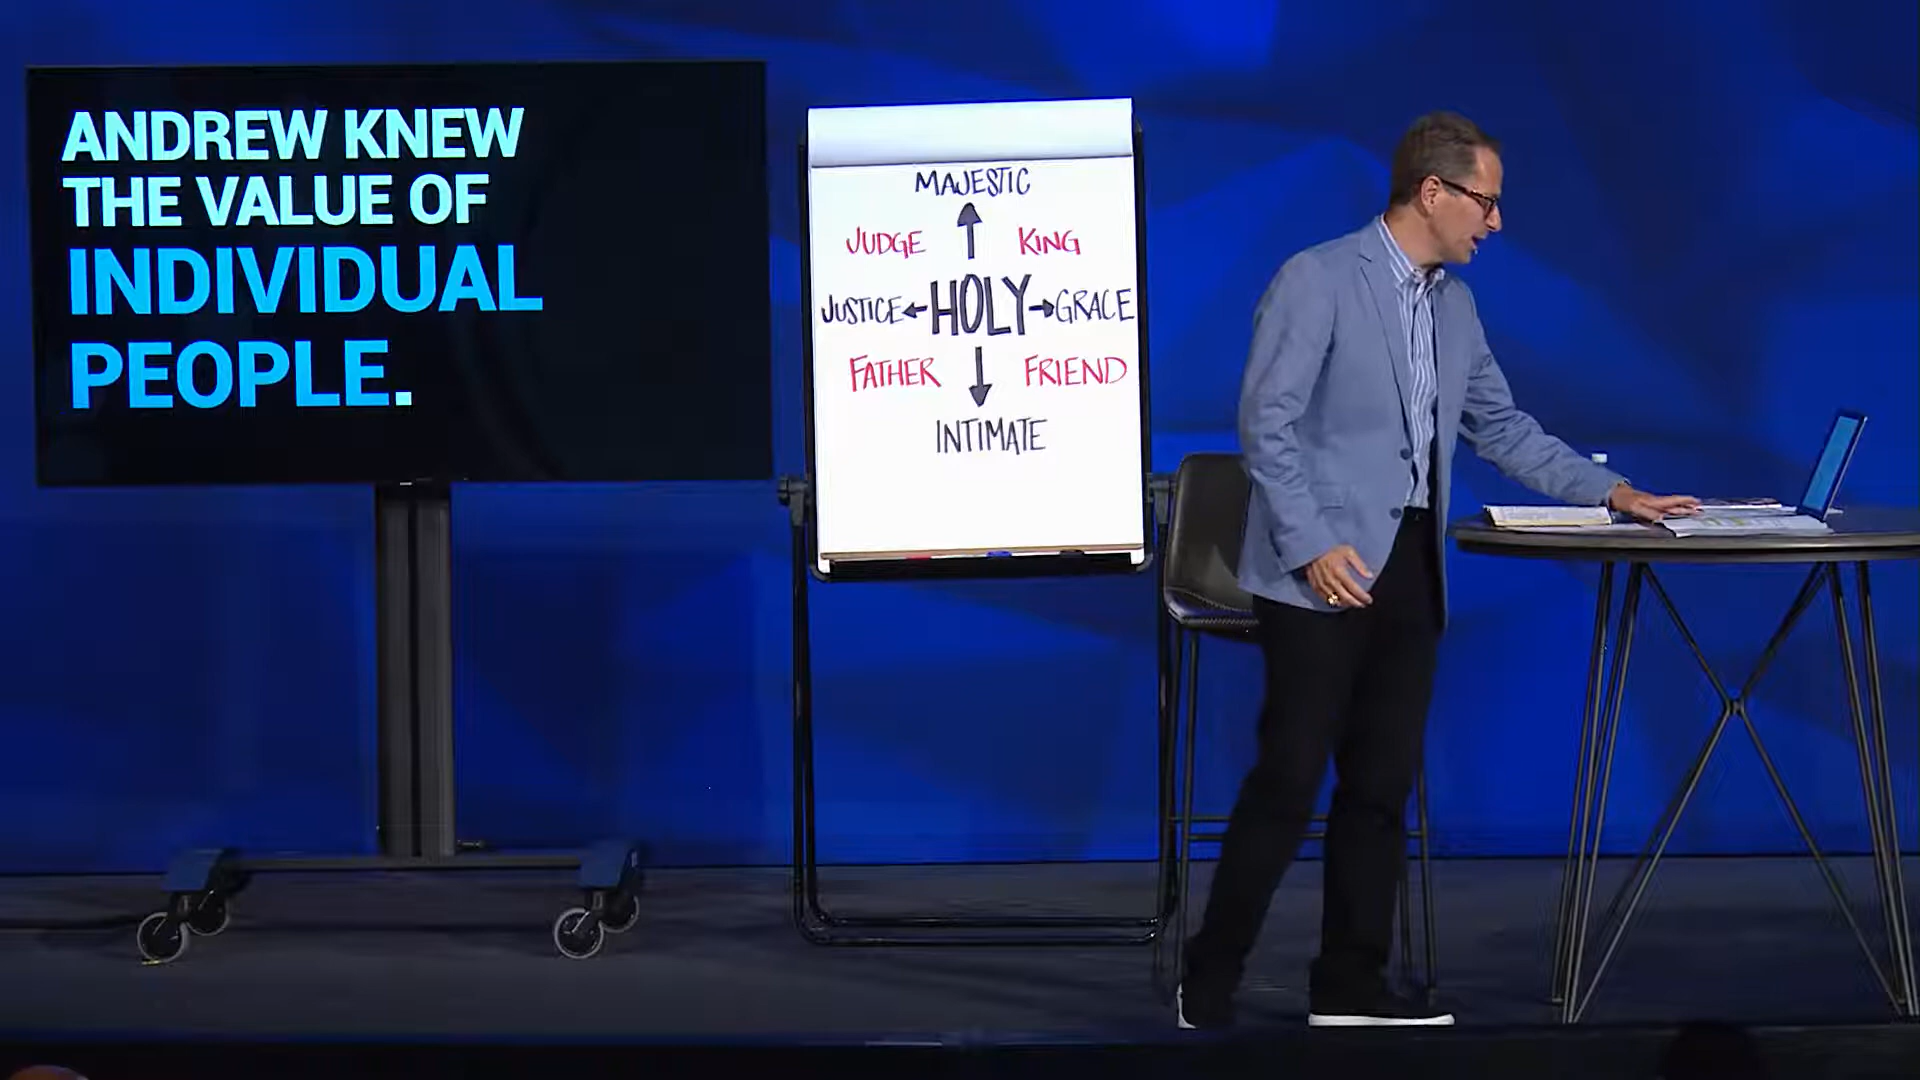 ANDREW KNEW
THE VALUE OF
INDIVIDUAL
PEOPLE.
MAJESTIC
JUDGE KING
JUSTICE HOLY GRACE
FATHER FRIEND
INTIMATE